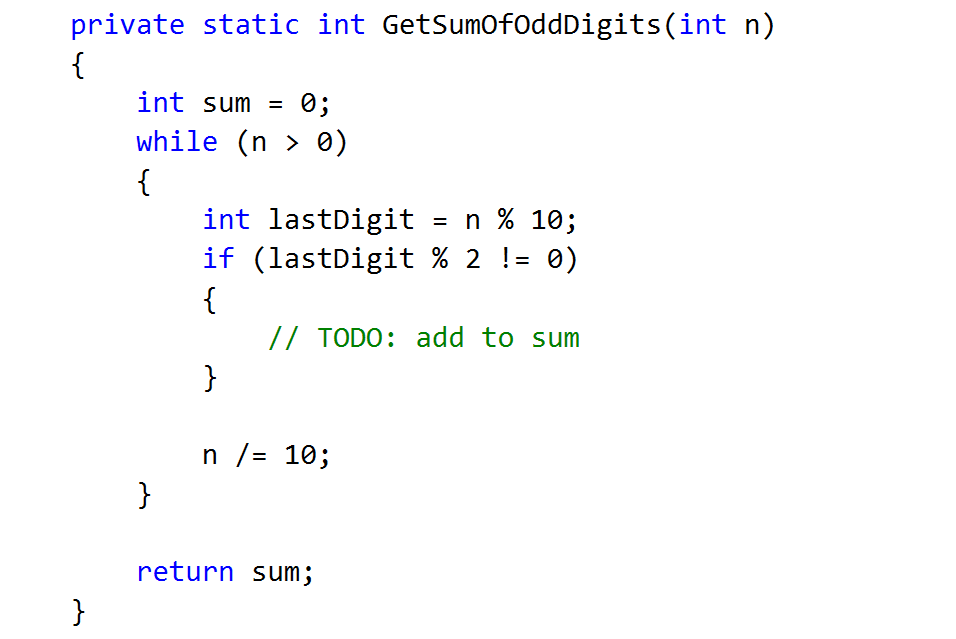 private static int GetSumOfOddDigits(int n)
{
    int sum = 0;
    while (n > 0)
    {
        int lastDigit = n % 10;
        if (lastDigit % 2 != 0)
        {
            // TODO: add to sum
        }

        n /= 10;
    }

    return sum;
}